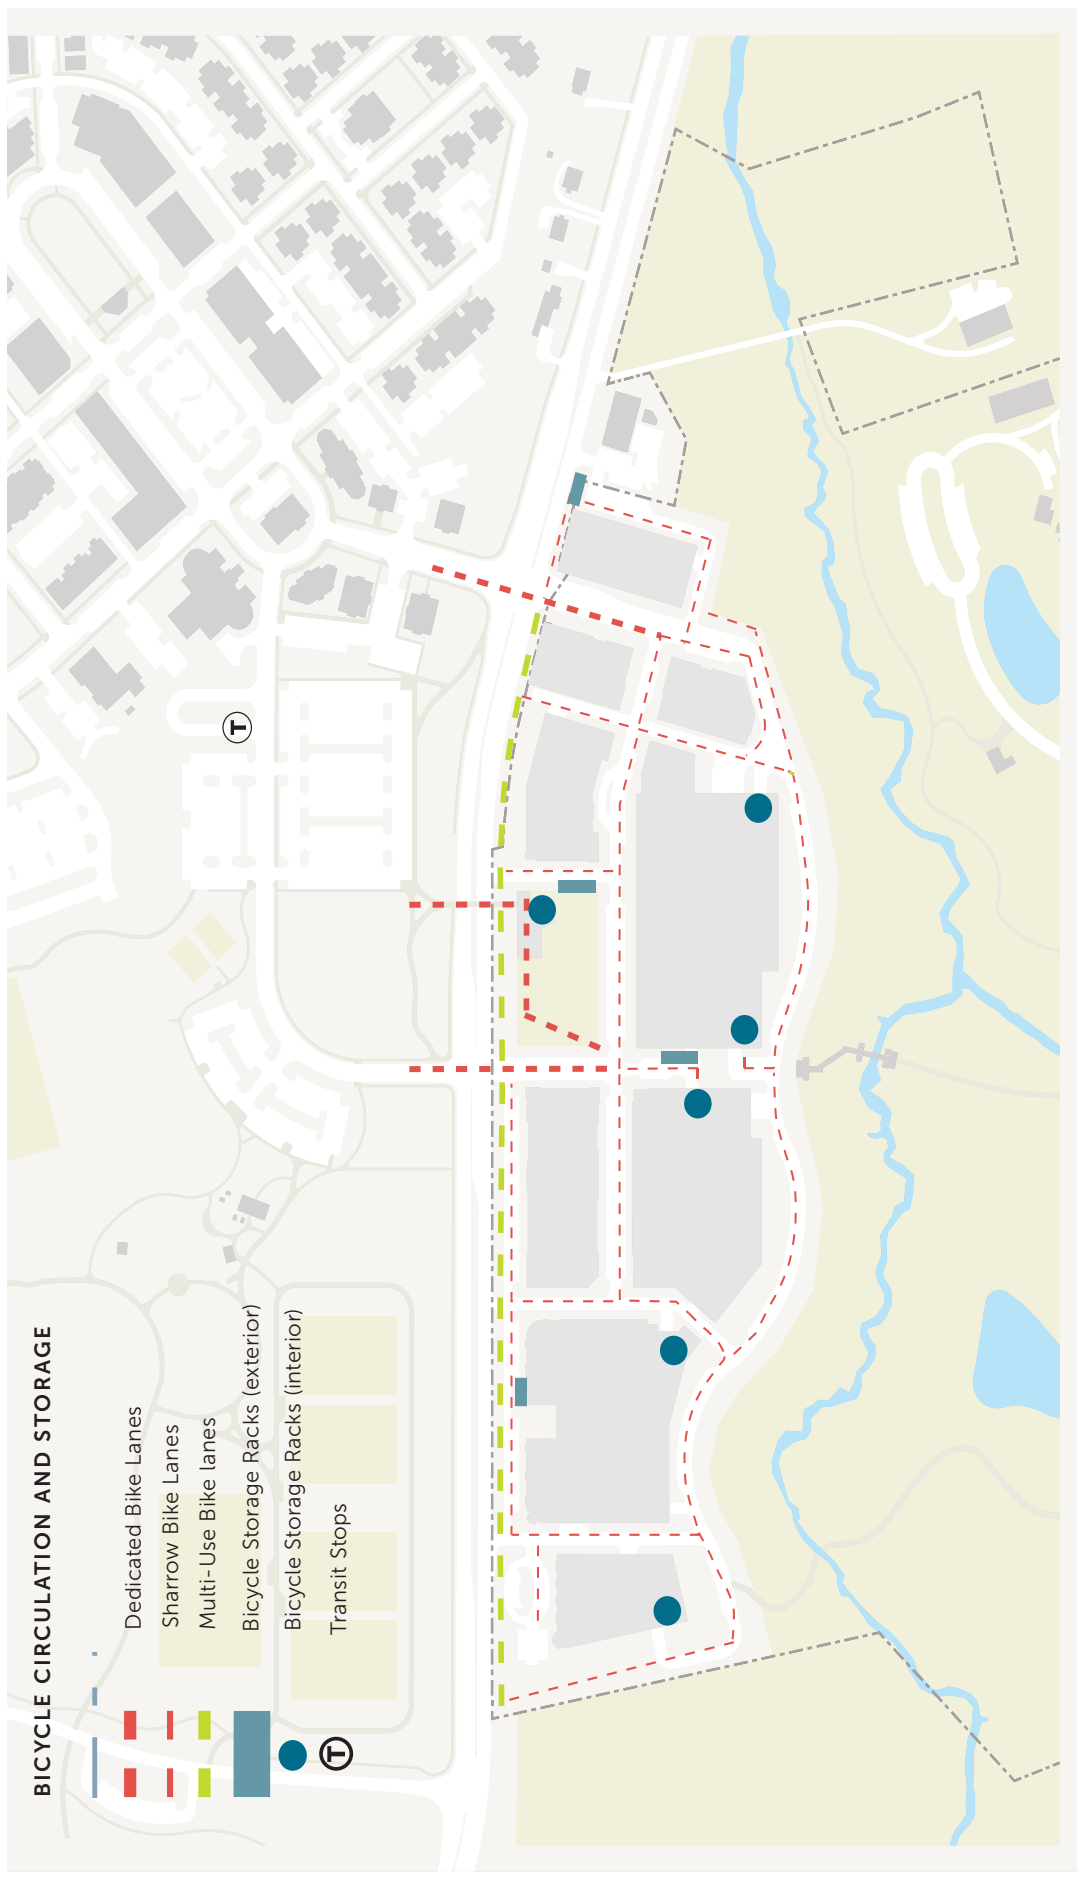 BICYCLE CIRCULATION AND STORAGE
Dedicated Bike Lanes
Sharrow Bike Lanes
Multi-Use Bike lanes
Bicycle Storage Racks (exterior)
Bicycle Storage Racks (interior)
T Transit Stops
T